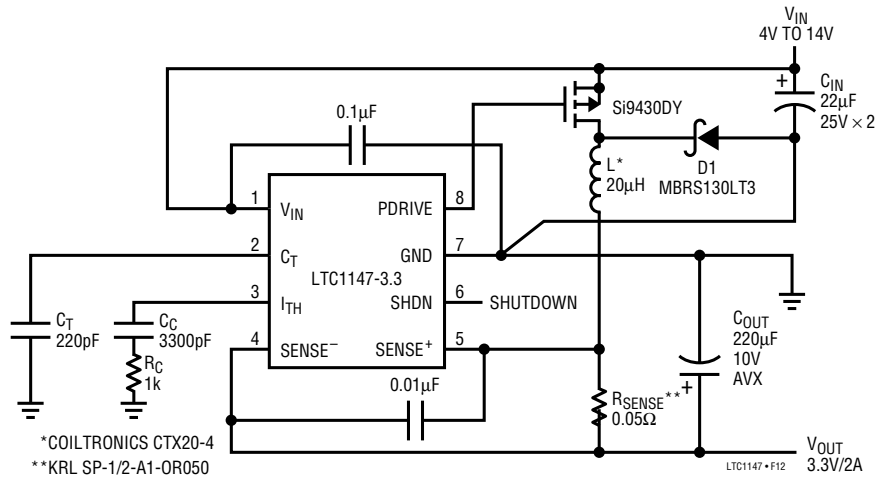 VIN
4V TO 14V
+
CIN
22µF
25V × 2
Si9430DY
0.1µF
L*
20µH
D1
MBRS130LT3
1
VIN
PDRIVE
8
2
CT
GND
7
LTC1147-3.3
3
ITH
SHDN
6
SHUTDOWN
4
SENSE–
SENSE+
5
CT
220pF
CC
3300pF
RC
1k
0.01µF
RSENSE**
0.05Ω
COUT
220µF
10V
AVX
+
*COILTRONICS CTX20-4
**KRL SP-1/2-A1-OR050
LTC1147 • F12
VOUT
3.3V/2A